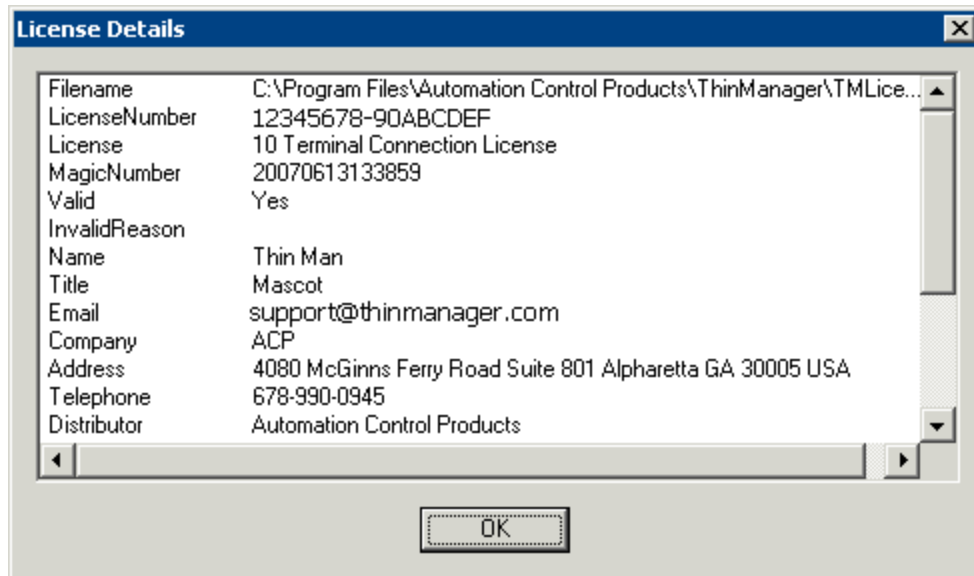 License Details
Filename C:\Program Files\Automation Control Products\ThinManager\TMLice...
LicenseNumber 12345678-90ABCDEF
License 10 Terminal Connection License
MagicNumber 20070613133859
Valid Yes
InvalidReason
Name Thin Man
Title Mascot
Email support@thinmanager.com
Company ACP
Address 4080 McGinns Ferry Road Suite 801 Alpharetta GA 30005 USA
Telephone 678-990-0945
Distributor Automation Control Products
OK